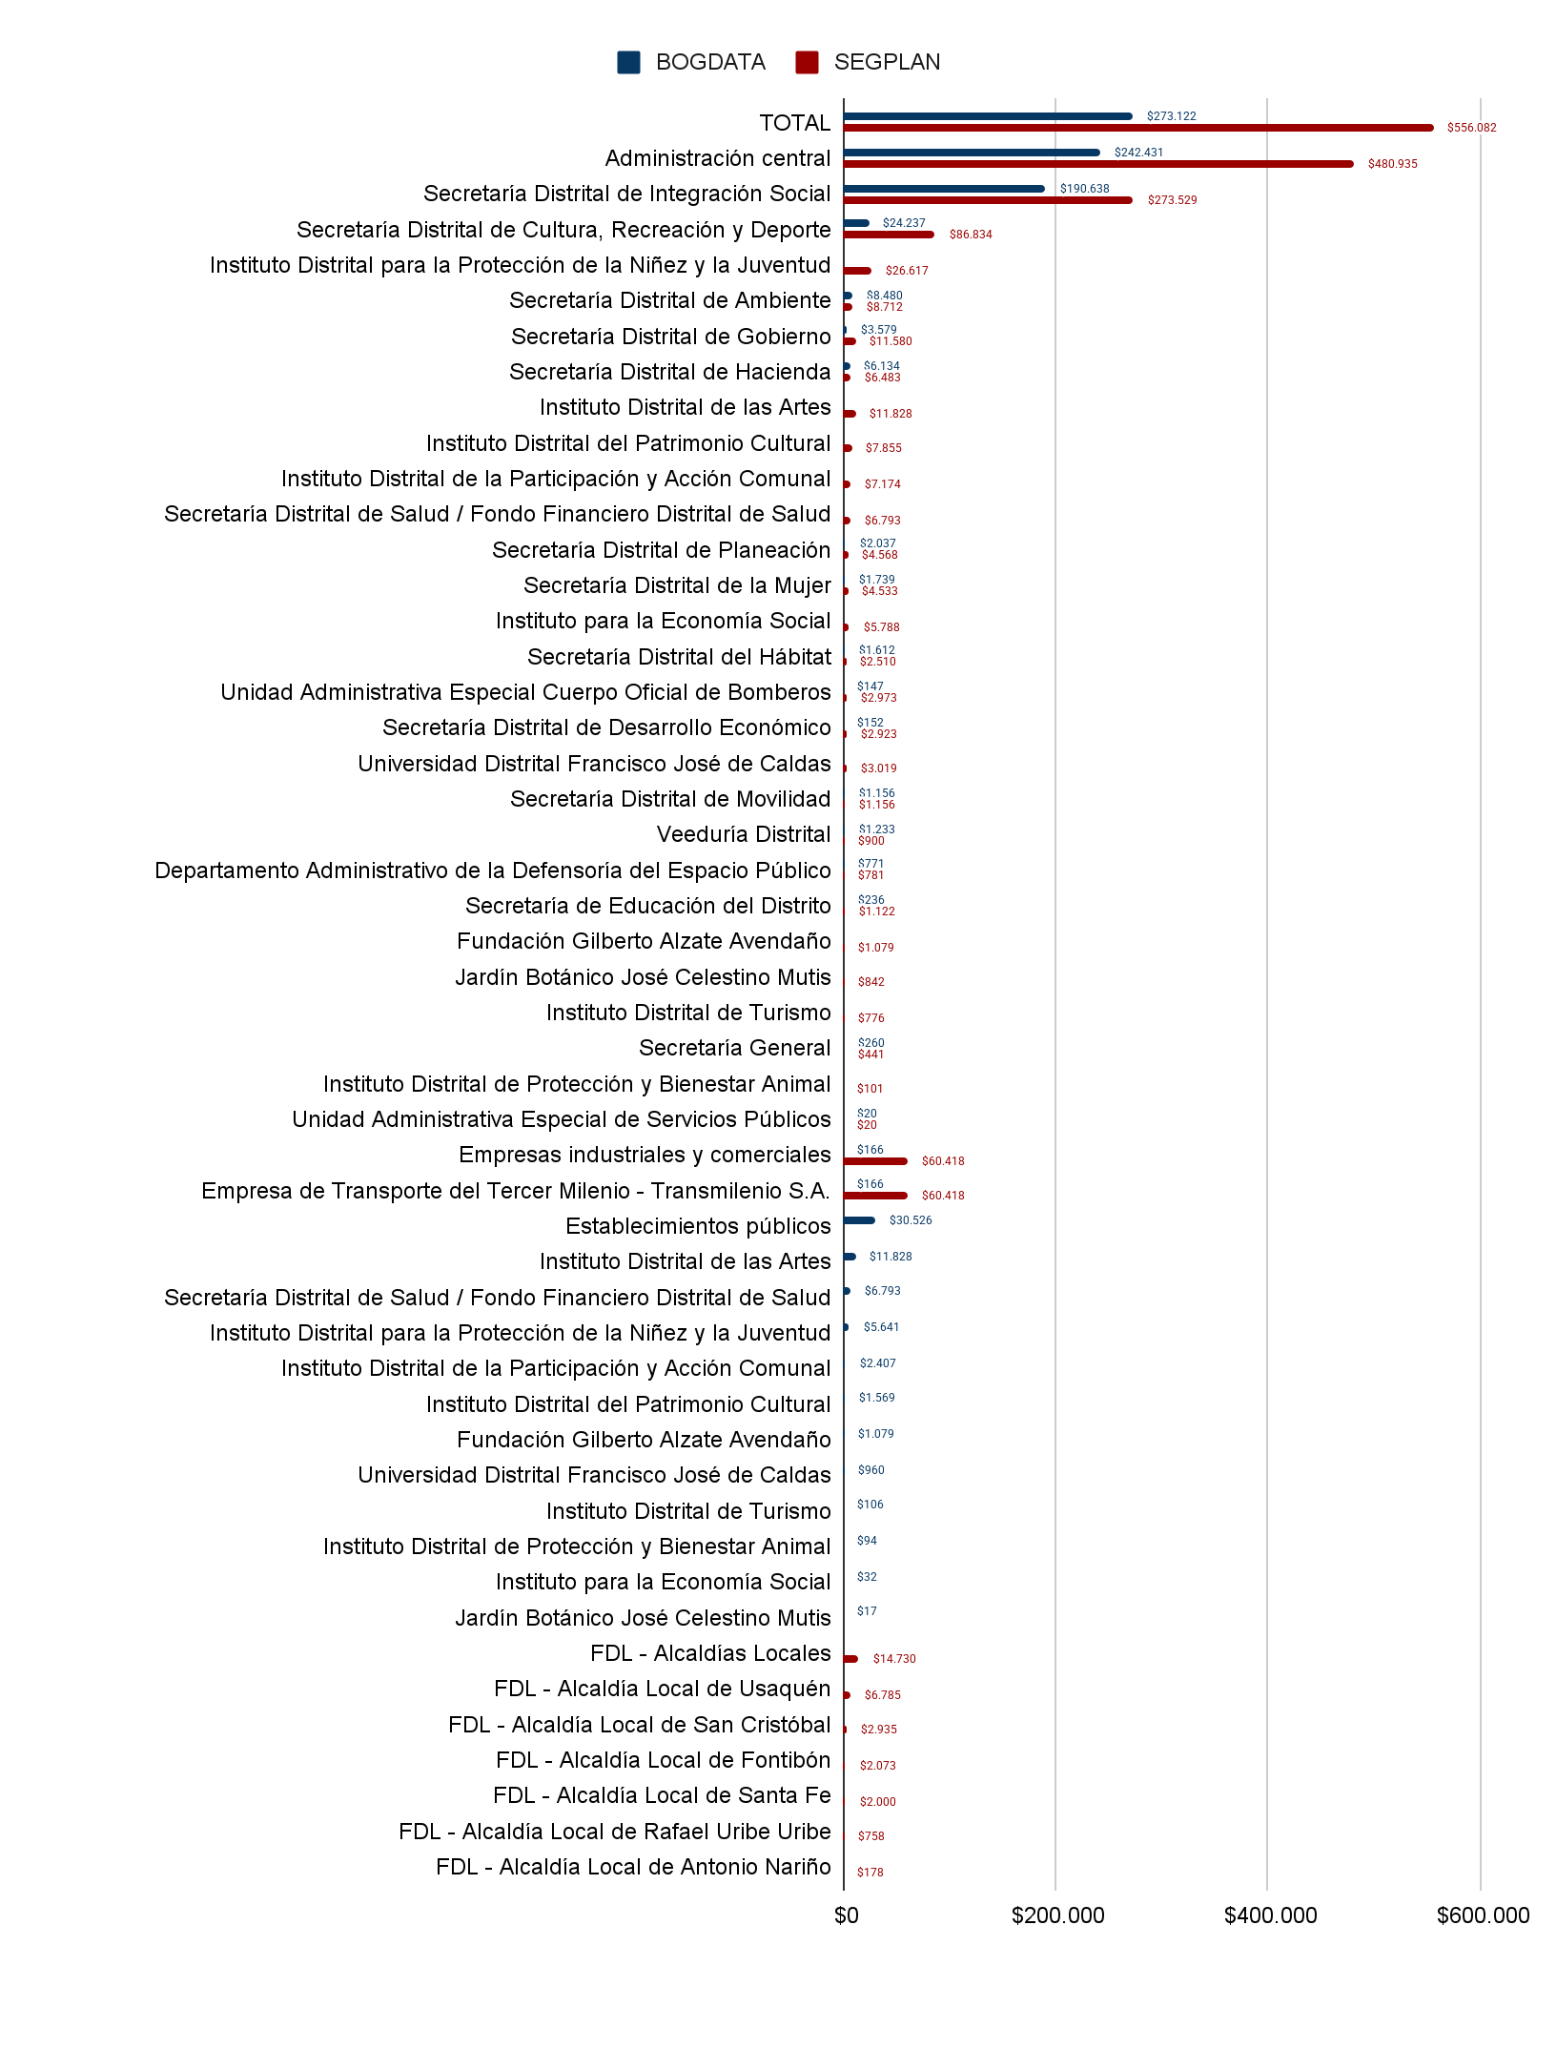 BOGDATA SEGPLAN
TOTAL $273.122 $556.082
Administración central $242.431 $480.935
Secretaría Distrital de Integración Social $190.638 $273.529
Secretaría Distrital de Cultura, Recreación y Deporte $24.237 $86.834
Instituto Distrital para la Protección de la Niñez y la Juventud $26.617
Secretaría Distrital de Ambiente $8.480 $8.712
Secretaría Distrital de Gobierno $3.579 $11.580
Secretaría Distrital de Hacienda $6.134 $6.483
Instituto Distrital de las Artes $11.828
Instituto Distrital del Patrimonio Cultural $7.855
Instituto Distrital de la Participación y Acción Comunal $7.174
Secretaría Distrital de Salud / Fondo Financiero Distrital de Salud $6.793
Secretaría Distrital de Planeación $2.037 $4.568
Secretaría Distrital de la Mujer $1.739 $4.533
Instituto para la Economía Social $5.788
Secretaría Distrital del Hábitat $1.612 $2.510
Unidad Administrativa Especial Cuerpo Oficial de Bomberos $147 $2.973
Secretaría Distrital de Desarrollo Económico $152 $2.923
Universidad Distrital Francisco José de Caldas $3.019
Secretaría Distrital de Movilidad $1.156 $1.156
Veeduría Distrital $1.233 $900
Departamento Administrativo de la Defensoría del Espacio Público $771 $781
Secretaría de Educación del Distrito $236 $1.122
Fundación Gilberto Alzate Avendaño $1.079
Jardín Botánico José Celestino Mutis $842
Instituto Distrital de Turismo $776
Secretaría General $260 $441
Instituto Distrital de Protección y Bienestar Animal $101
Unidad Administrativa Especial de Servicios Públicos $20 $20
Empresas industriales y comerciales $166 $60.418
Empresa de Transporte del Tercer Milenio - Transmilenio S.A. $166 $60.418
Establecimientos públicos $30.526
Instituto Distrital de las Artes $11.828
Secretaría Distrital de Salud / Fondo Financiero Distrital de Salud $6.793
Instituto Distrital para la Protección de la Niñez y la Juventud $5.641
Instituto Distrital de la Participación y Acción Comunal $2.407
Instituto Distrital del Patrimonio Cultural $1.569
Fundación Gilberto Alzate Avendaño $1.079
Universidad Distrital Francisco José de Caldas $960
Instituto Distrital de Turismo $106
Instituto Distrital de Protección y Bienestar Animal $94
Instituto para la Economía Social $32
Jardín Botánico José Celestino Mutis $17
FDL - Alcaldías Locales $14.730
FDL - Alcaldía Local de Usaquén $6.785
FDL - Alcaldía Local de San Cristóbal $2.935
FDL - Alcaldía Local de Fontibón $2.073
FDL - Alcaldía Local de Santa Fe $2.000
FDL - Alcaldía Local de Rafael Uribe Uribe $758
FDL - Alcaldía Local de Antonio Nariño $178
$0 $200.000 $400.000 $600.000